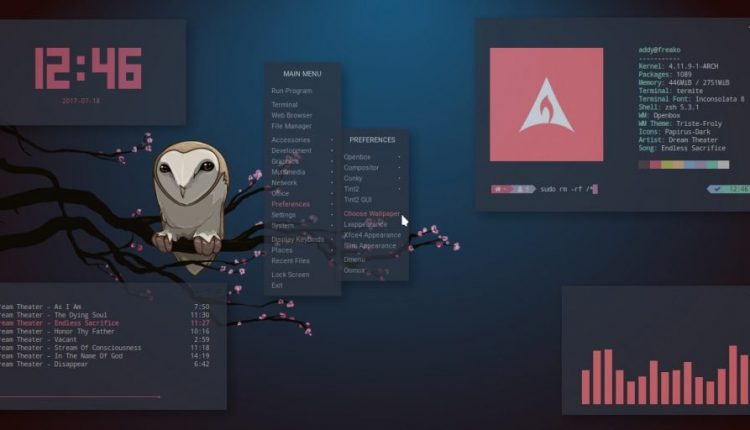 12:46
2017-07-18
MAIN MENU
Run Program
Terminal
Web Browser
File Manager
Accessories
Development
Graphics
Multimedia
Network
Office
Preferences
Settings
System
Display Keybinds
Places
Recent Files
Lock Screen
Exit
PREFERENCES
Openbox
Compositor
Conky
Tint2
Tint2 GUI
Choose Wallpaper
Lxappearance
Xfce4 Appearance
Slim Appearance
Dmenu
Oomox
addy@freako
-----------
Kernel: 4.11.9-1-ARCH
Packages: 1089
Memory: 446MiB / 2751MiB
Terminal: termite
Terminal Font: Inconsolata 8
Shell: zsh 5.3.1
WM: Openbox
WM Theme: Triste-Froly
Icons: Papirus-Dark
Artist: Dream Theater
Song: Endless Sacrifice
sudo rm -rf /*
12:46
ream Theater - As I Am 7:50
ream Theater - The Dying Soul 11:30
ream Theater - Endless Sacrifice 11:27
ream Theater - Honor Thy Father 10:16
ream Theater - Vacant 2:59
ream Theater - Stream Of Consciousness 11:18
ream Theater - In The Name Of God 14:19
ream Theater - Disappear 6:42